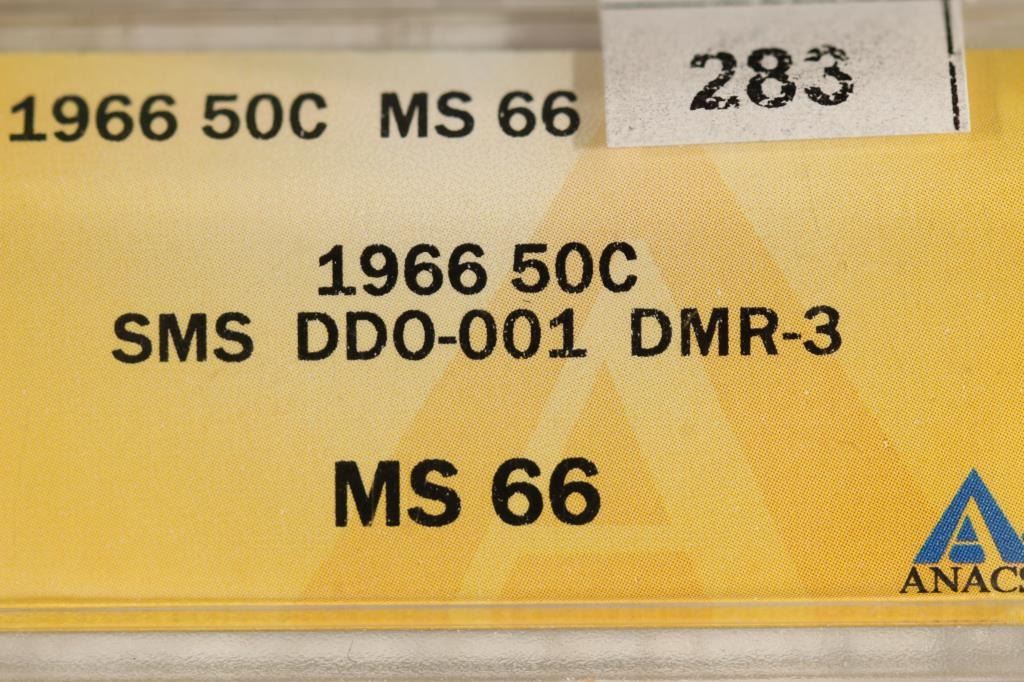 1966 50C MS 66
283
1966 50C
SMS DDO-001 DMR-3
MS 66
ANACS